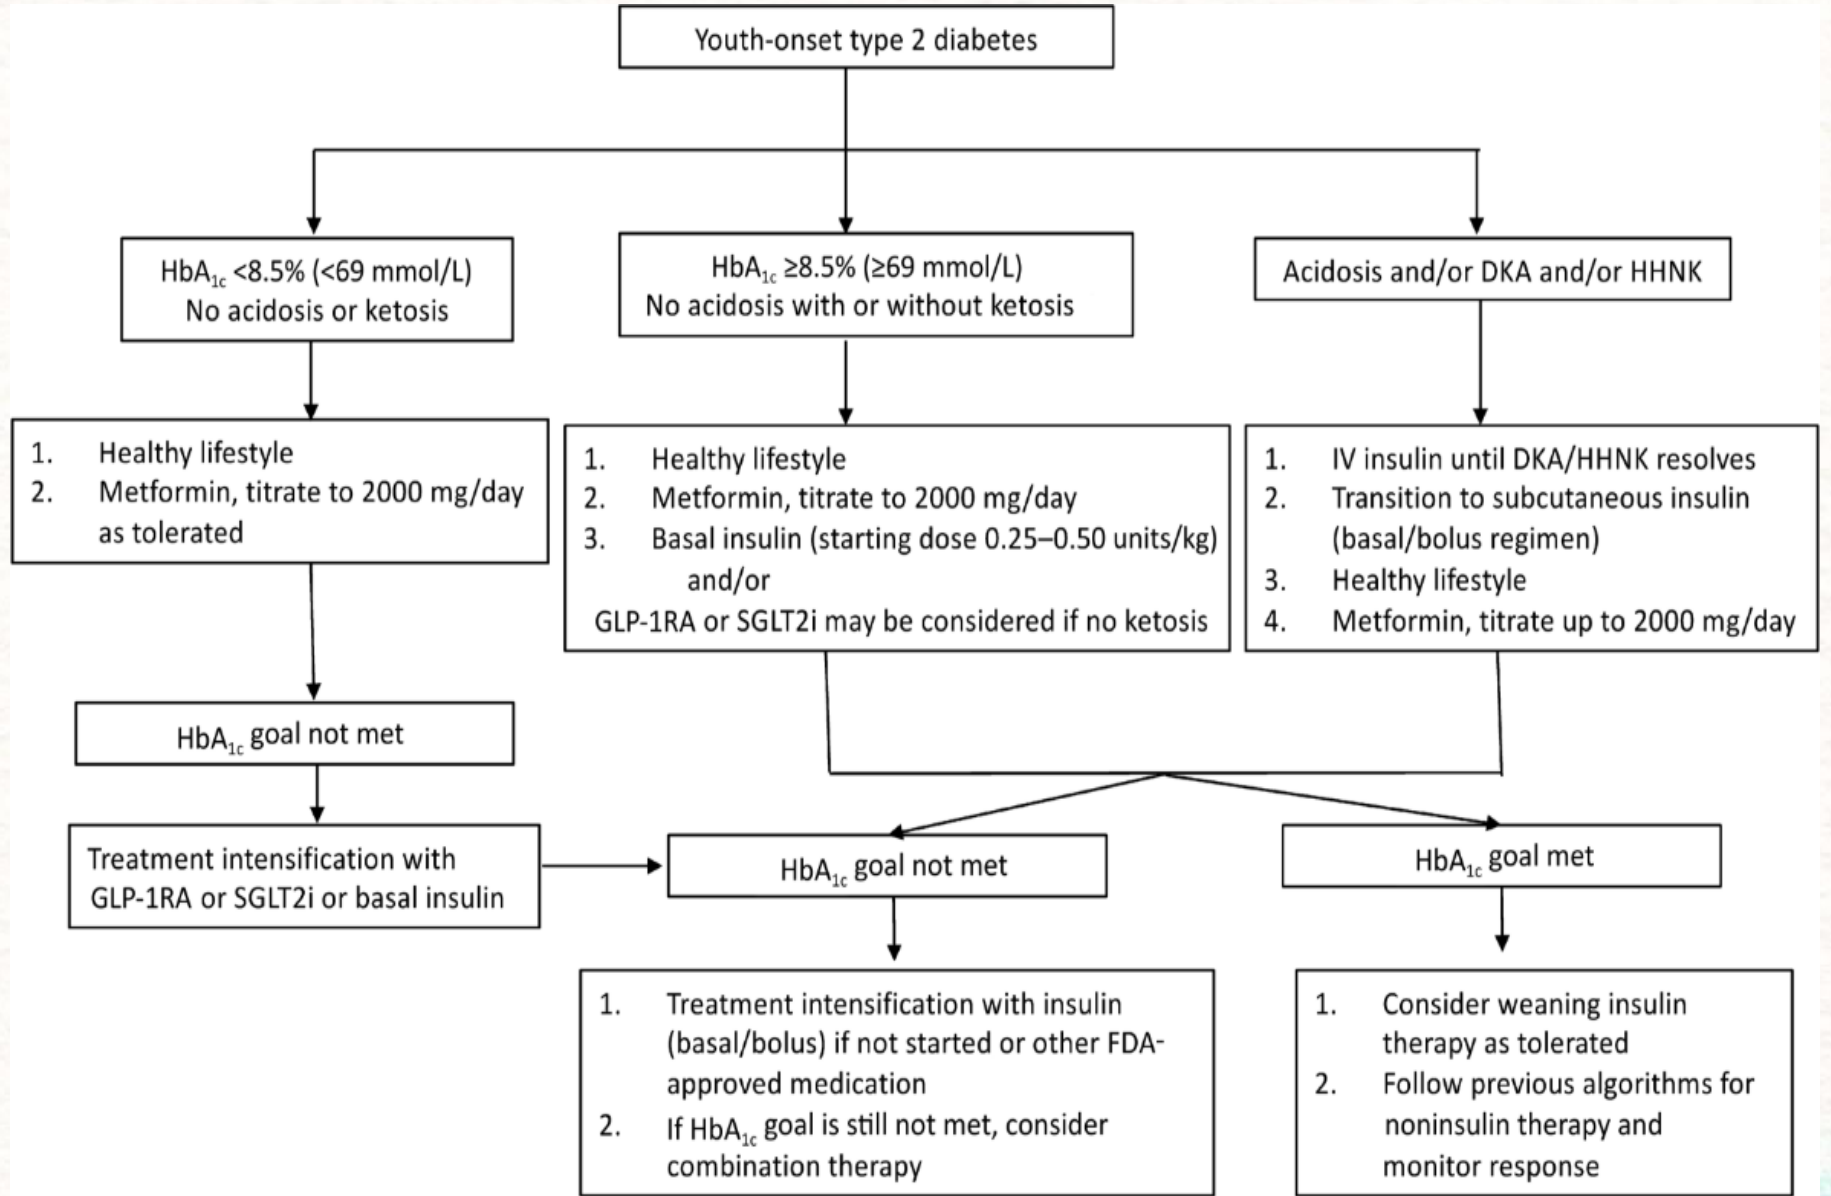 Youth-onset type 2 diabetes
HbA1c <8.5% (<69 mmol/L)
No acidosis or ketosis
HbA1c ≥8.5% (≥69 mmol/L)
No acidosis with or without ketosis
Acidosis and/or DKA and/or HHNK
1. Healthy lifestyle
2. Metformin, titrate to 2000 mg/day
as tolerated
1. Healthy lifestyle
2. Metformin, titrate to 2000 mg/day
3. Basal insulin (starting dose 0.25–0.50 units/kg)
and/or
GLP-1RA or SGLT2i may be considered if no ketosis
1. IV insulin until DKA/HHNK resolves
2. Transition to subcutaneous insulin
(basal/bolus regimen)
3. Healthy lifestyle
4. Metformin, titrate up to 2000 mg/day
HbA1c goal not met
Treatment intensification with
GLP-1RA or SGLT2i or basal insulin
HbA1c goal not met
HbA1c goal met
1. Treatment intensification with insulin
(basal/bolus) if not started or other FDA-
approved medication
2. If HbA1c goal is still not met, consider
combination therapy
1. Consider weaning insulin
therapy as tolerated
2. Follow previous algorithms for
noninsulin therapy and
monitor response